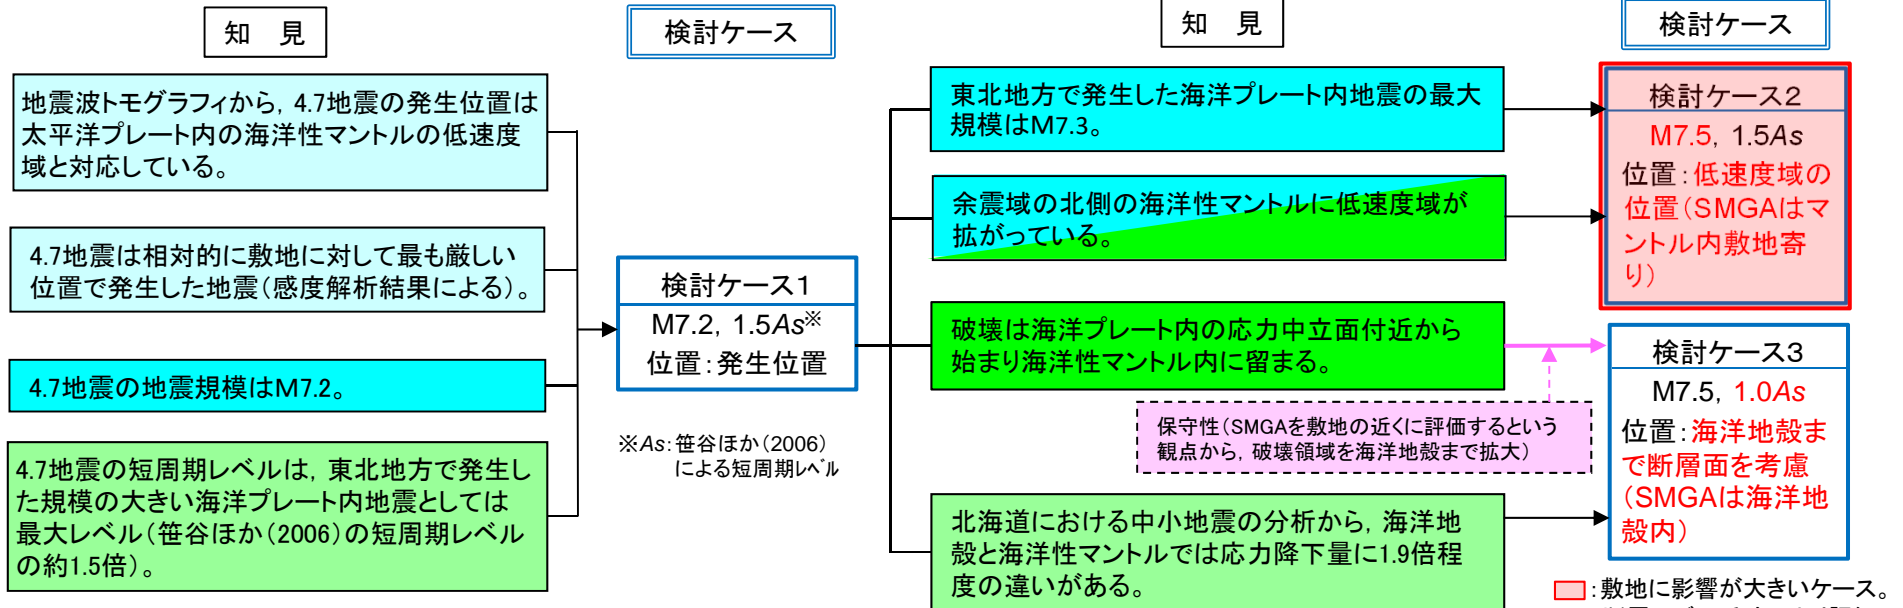 知　見
検討ケース
地震波トモグラフィから，4.7地震の発生位置は
太平洋プレート内の海洋性マントルの低速度
域と対応している。
4.7地震は相対的に敷地に対して最も厳しい
位置で発生した地震（感度解析結果による）。
4.7地震の地震規模はM7.2。
4.7地震の短周期レベルは，東北地方で発生し
た規模の大きい海洋プレート内地震としては
最大レベル（笹谷ほか（2006）の短周期レベル
の約1.5倍）。
検討ケース1
M7.2，1.5As※
位置：発生位置
※As：笹谷ほか（2006）
による短周期レベル
知　見
検討ケース
東北地方で発生した海洋プレート内地震の最大
規模はM7.3。
余震域の北側の海洋性マントルに低速度域が
拡がっている。
破壊は海洋プレート内の応力中立面付近から
始まり海洋性マントル内に留まる。
保守性（SMGAを敷地の近くに評価するという
観点から，破壊領域を海洋地殻まで拡大）
北海道における中小地震の分析から，海洋地
殻と海洋性マントルでは応力降下量に1.9倍程
度の違いがある。
検討ケース2
M7.5，1.5As
位置：低速度域の
位置（SMGAはマ
ントル内敷地寄
り）
検討ケース3
M7.5，1.0As
位置：海洋地殻ま
で断層面を考慮
（SMGAは海洋地
殻内）
：敷地に影響が大きいケース。